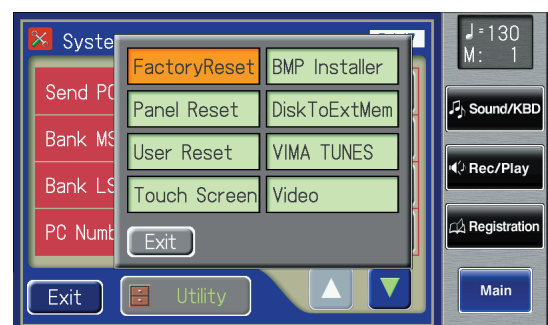 Syste
♩=130
M: 1
FactoryReset
BMP Installer
Send PC
Panel Reset
DiskToExtMem
Sound/KBD
Bank MS
User Reset
VIMA TUNES
Rec/Play
Bank LS
Touch Screen
Video
PC Numb
Exit
Registration
Exit
Utility
Main